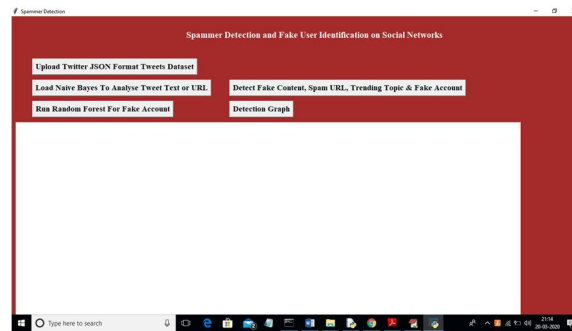 Spammer Detection
Spammer Detection and Fake User Identification on Social Networks
Upload Twitter JSON Format Tweets Dataset
Load Naive Bayes To Analyse Tweet Text or URL
Detect Fake Content, Spam URL, Trending Topic & Fake Account
Run Random Forest For Fake Account
Detection Graph
Type here to search
21:14
20-03-2020